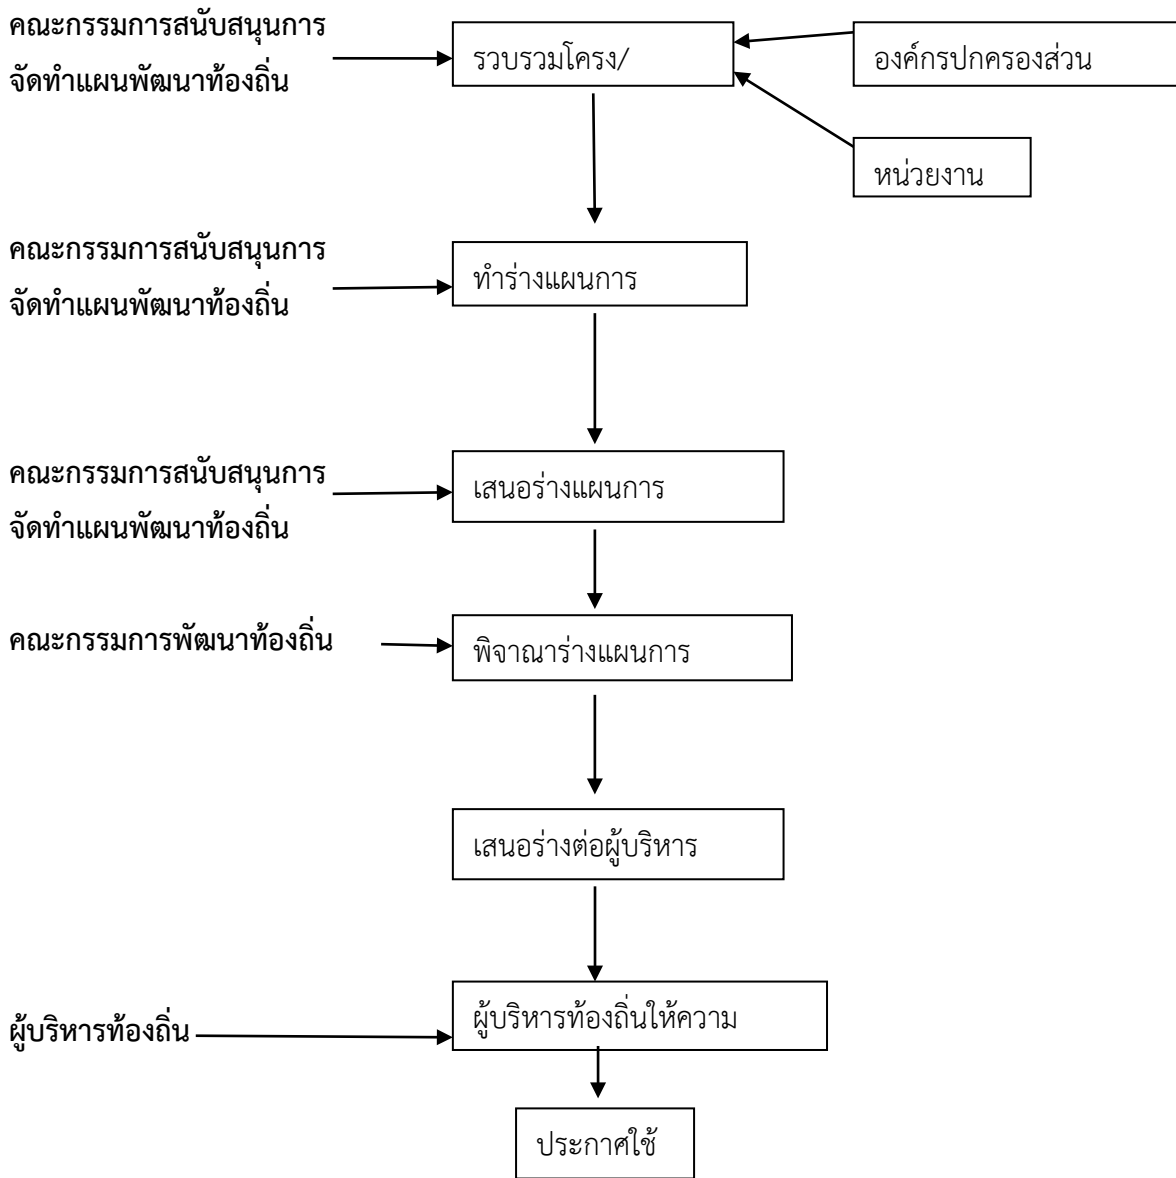 คณะกรรมการสนับสนุนการ
จัดทำแผนพัฒนาท้องถิ่น
รวบรวมโครง/
องค์กรปกครองส่วน
หน่วยงาน
คณะกรรมการสนับสนุนการ
จัดทำแผนพัฒนาท้องถิ่น
ทำร่างแผนการ
คณะกรรมการสนับสนุนการ
จัดทำแผนพัฒนาท้องถิ่น
เสนอร่างแผนการ
คณะกรรมการพัฒนาท้องถิ่น
พิจาณาร่างแผนการ
เสนอร่างต่อผู้บริหาร
ผู้บริหารท้องถิ่น
ผู้บริหารท้องถิ่นให้ความ
ประกาศใช้